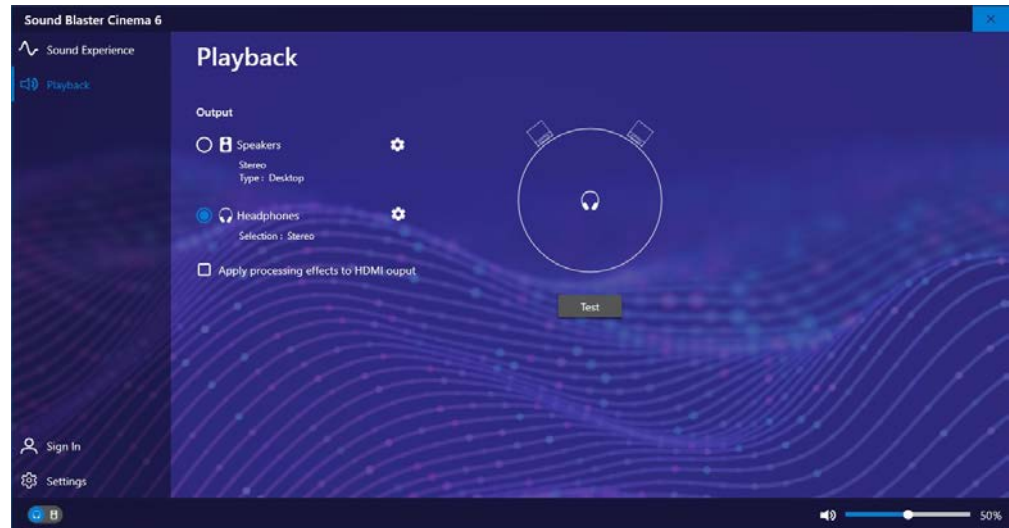 Sound Blaster Cinema 6
Sound Experience
Playback
Playback
Output
Speakers
Stereo
Type : Desktop
Headphones
Selection : Stereo
Apply processing effects to HDMI ouput
Test
Sign In
Settings
50%